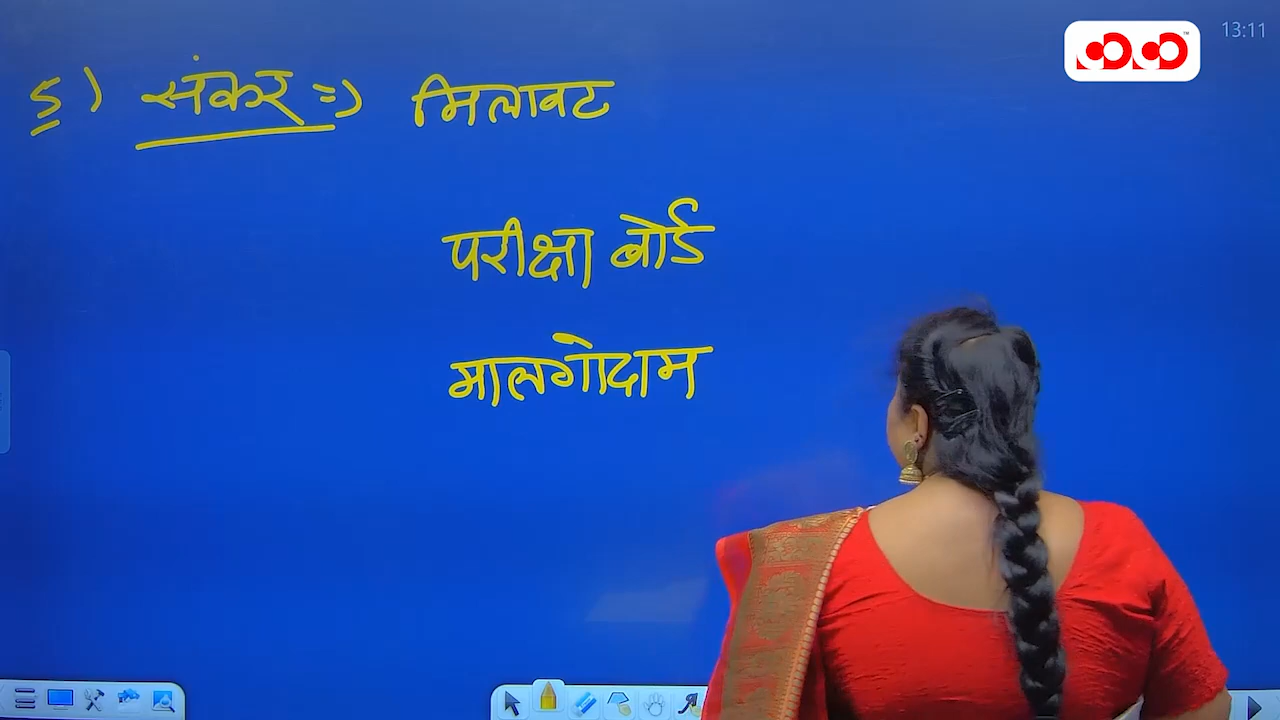 13:11
5) संकर => मिलावट
परीक्षा बोर्ड
मालगोदाम